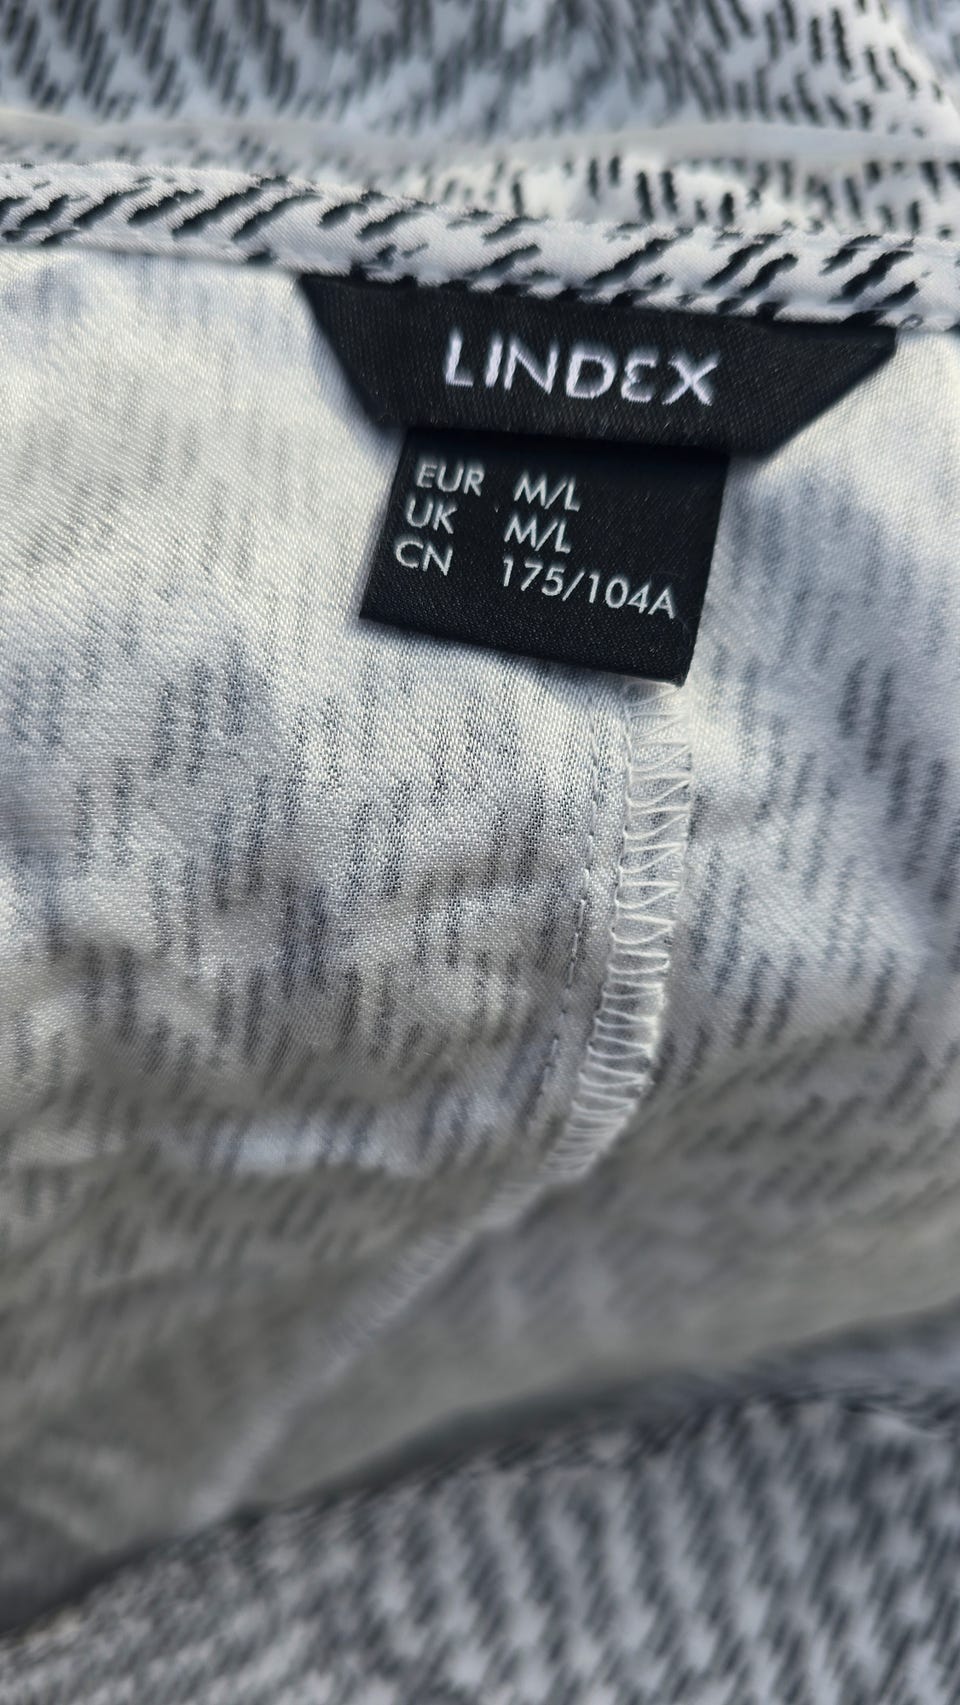 LINDEX
EUR M/L
UK M/L
CN 175/104A